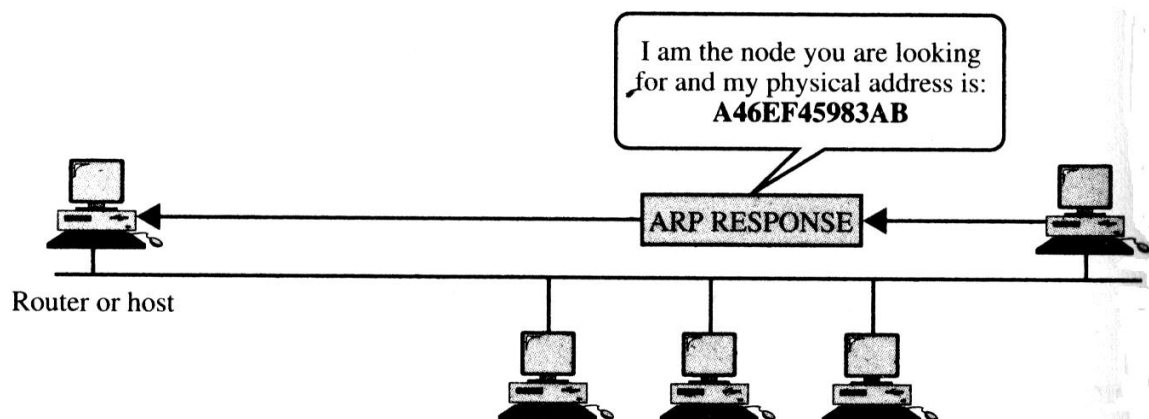 I am the node you are looking
for and my physical address is:
A46EF45983AB
ARP RESPONSE
Router or host